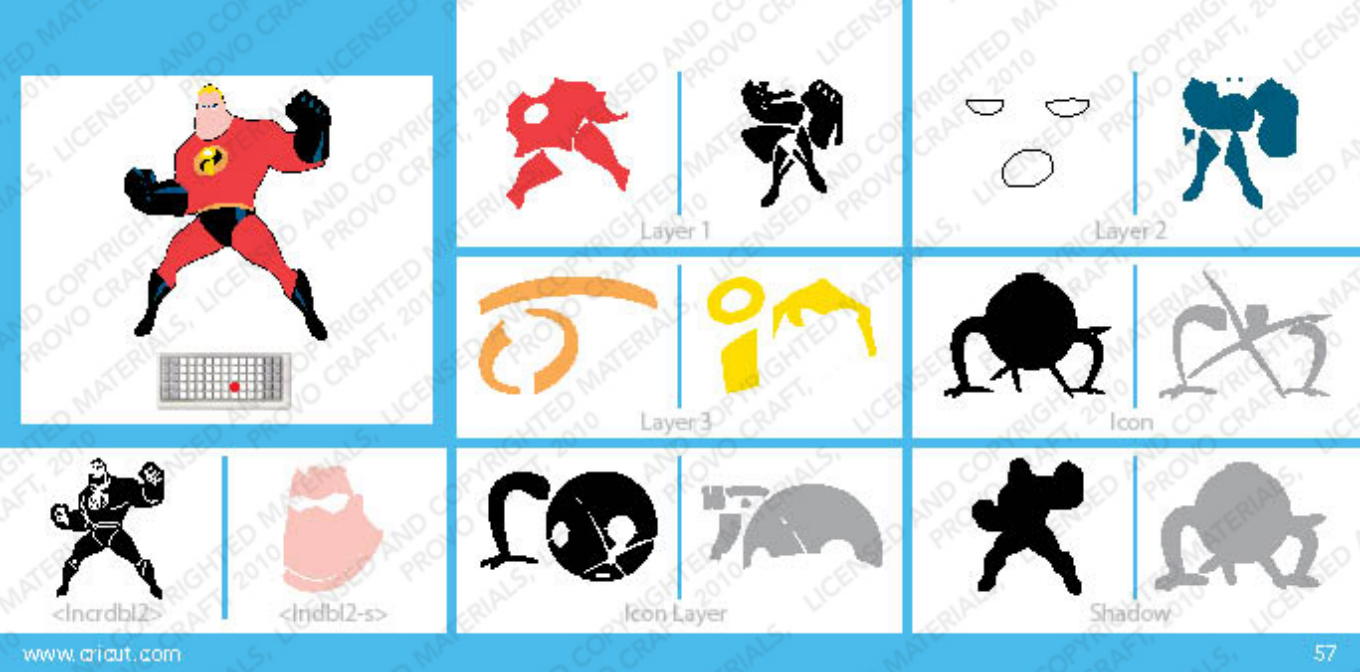 Layer 1
Layer 2
Layer 3
Icon
<Incrdbl2>
<Indbl2-s>
Icon Layer
Shadow
www.cricut.com
57
LICENSED AND COPYRIGHTED MATERIALS, PROVO CRAFT, 2010